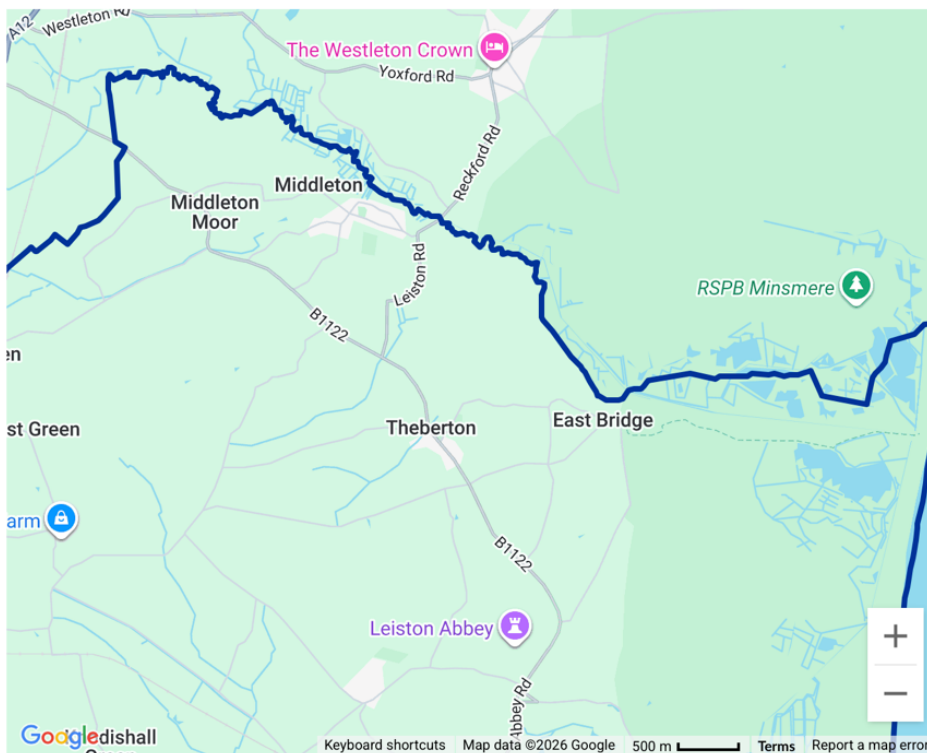 A12
Westleton Rd
The Westleton Crown
Yoxford Rd
Reckford Rd
Middleton
Middleton
Moor
Leiston Rd
RSPB Minsmere
B1122
en
st Green
Theberton
East Bridge
arm
B1122
Leiston Abbey
Abbey Rd
Google
dishall
Keyboard shortcuts
Map data ©2026 Google
500 m
Terms
Report a map error